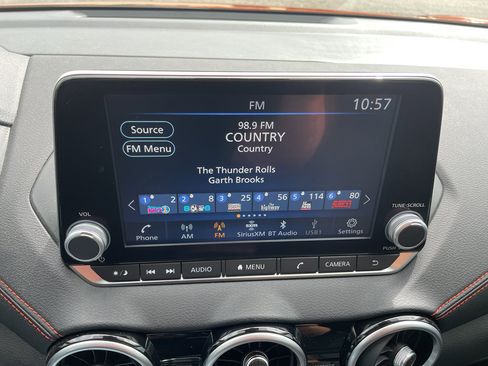 FM 10:57
Source
98.9 FM
COUNTRY
FM Menu
Country
The Thunder Rolls
Garth Brooks
1 2 2 8 3 25 4 56 5 114 6 80
VOL
TUNE•SCROLL
Phone AM FM SiriusXM BT Audio USB1 Settings
PUSH
AUDIO MENU CAMERA